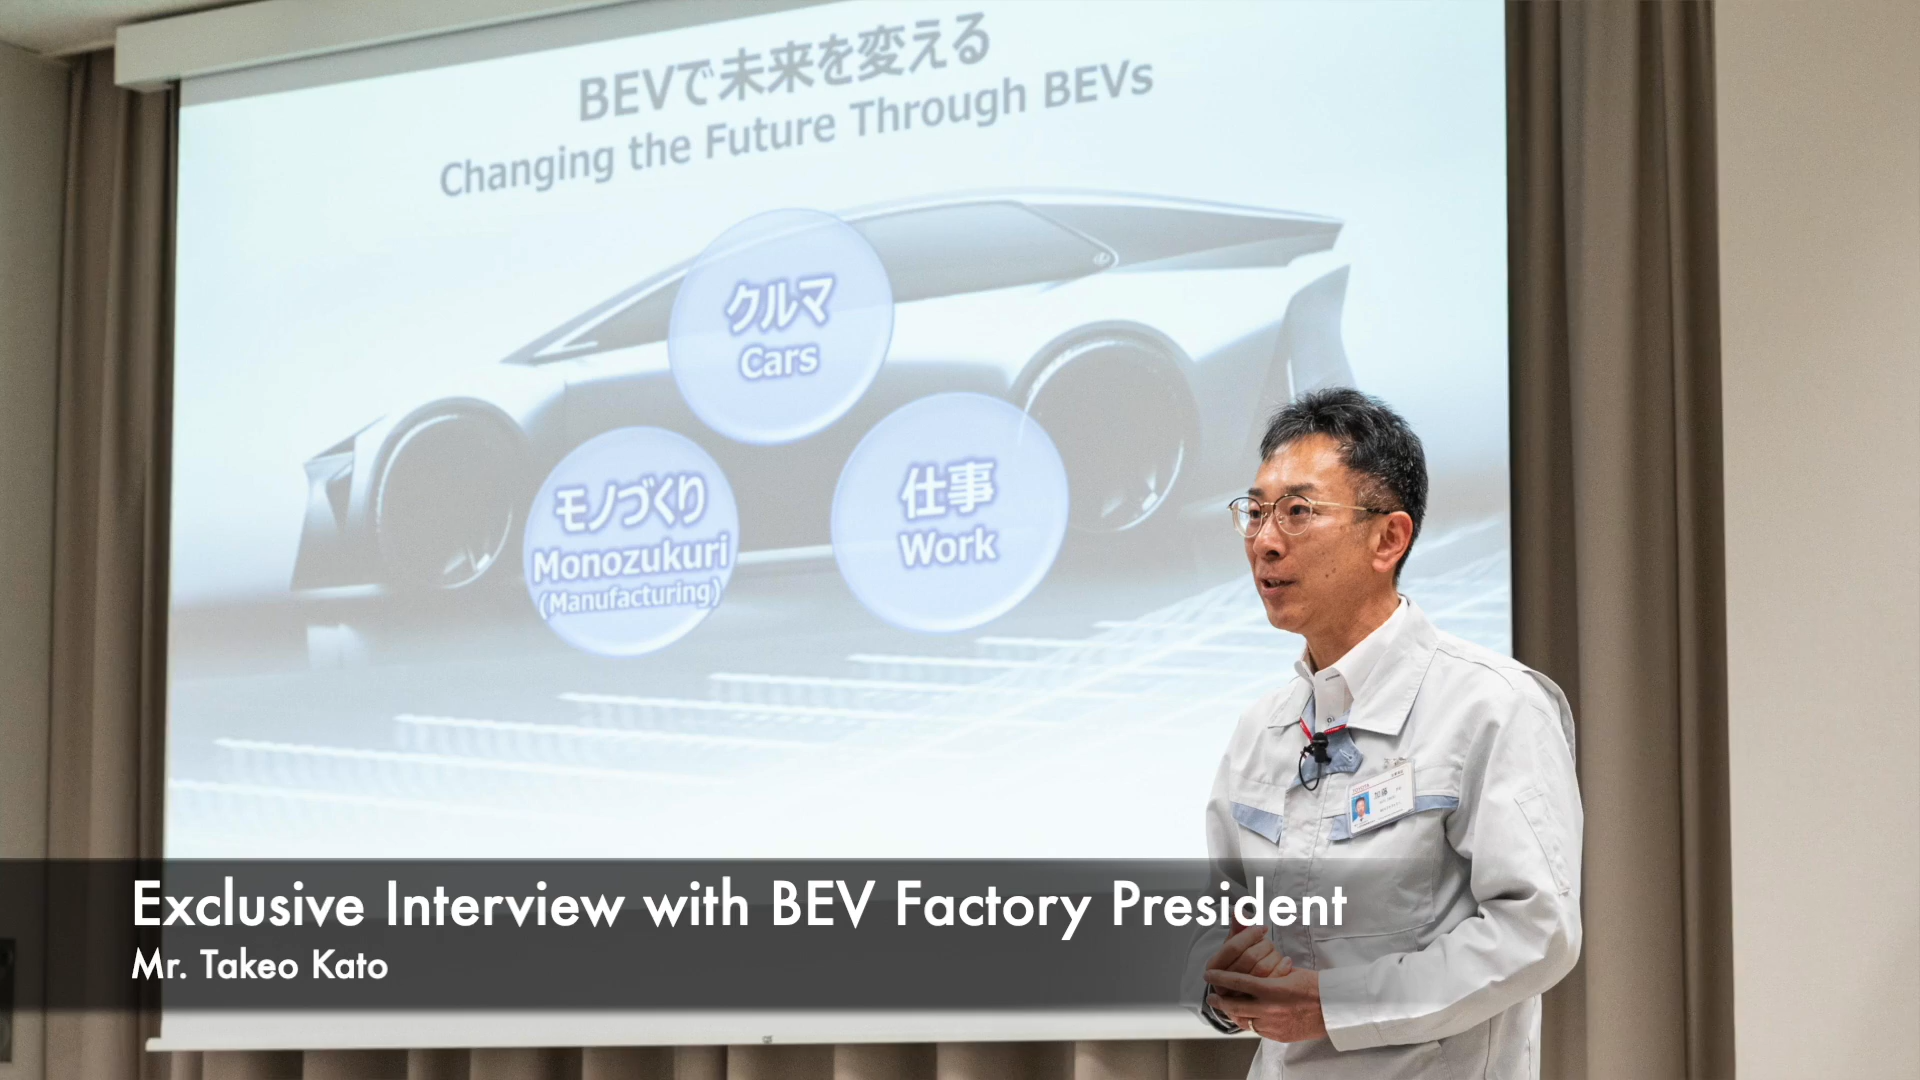 BEVで未来を変える
Changing the Future Through BEVs
クルマ
Cars
モノづくり
Monozukuri
(Manufacturing)
仕事
Work
TOYOTA
加藤
Exclusive Interview with BEV Factory President
Mr. Takeo Kato